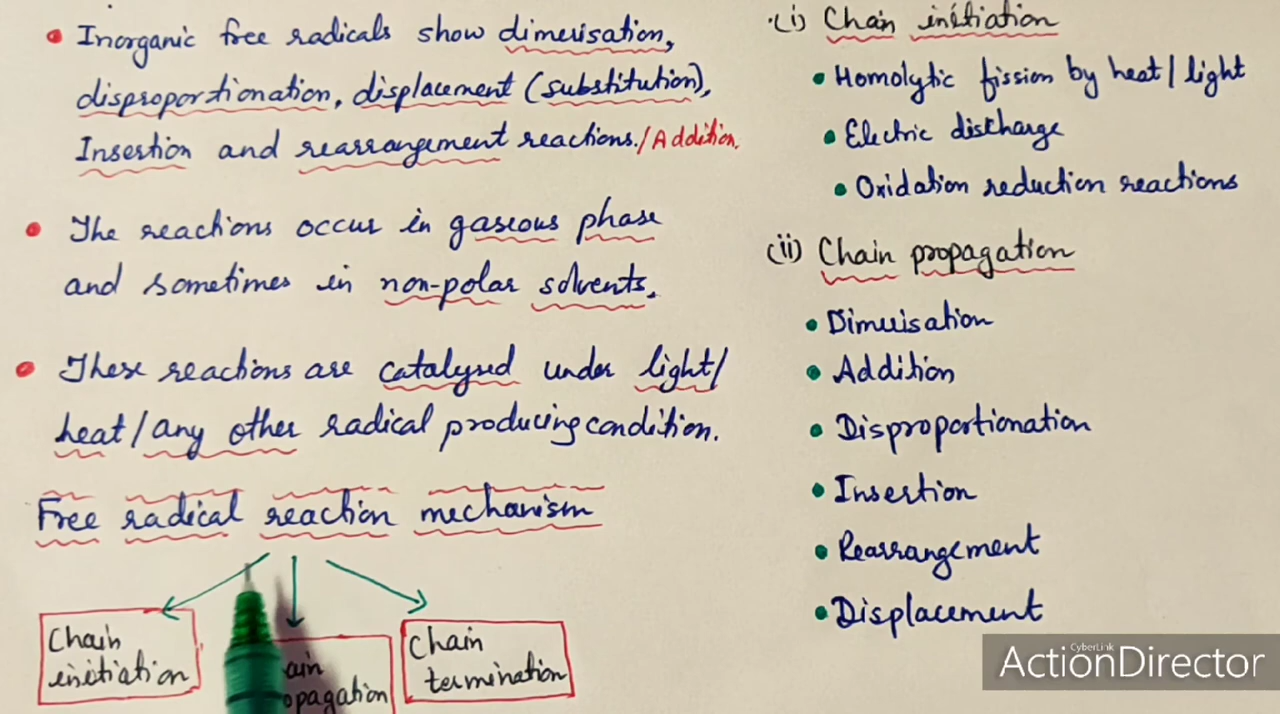 • Inorganic free radicals show dimerisation,
disproportionation, displacement (substitution),
Insertion and rearrangement reactions./Addition.
• The reactions occur in gaseous phase
and sometimes in non-polar solvents.
• These reactions are catalysed under light/
heat/any other radical producing condition.
Free radical reaction mechanism
Chain
initiation
Chain
termination
(i) Chain initiation
• Homolytic fission by heat/light
• Electric discharge
• Oxidation reduction reactions
(ii) Chain propagation
• Dimerisation
• Addition
• Disproportionation
• Insertion
• Rearrangement
• Displacement
CyberLink
ActionDirector